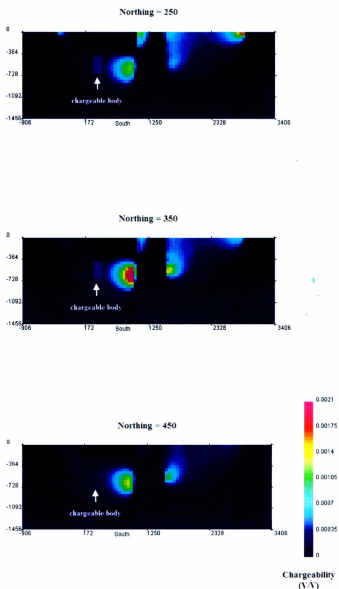 Northing = 250
0
-364
-728
-1092
-1456
chargeable body
-906 172 South 1250 2328 3406
Northing = 350
0
-364
-728
-1092
-1456
chargeable body
-906 172 South 1250 2328 3406
Northing = 450
0
-364
-728
-1092
-1456
chargeable body
-906 172 South 1250 2328 3406
0.0021
0.00175
0.0014
0.00105
0.0007
0.00035
0
Chargeability
(V/V)